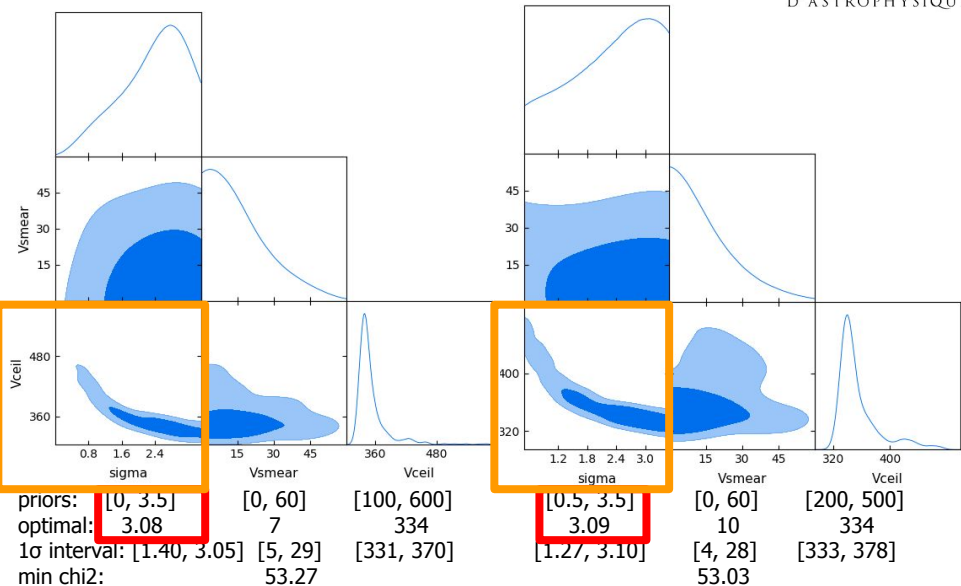 D'ASTROPHYSIQU
Vsmear
45
30
15
45
30
15
Vceil
480
360
400
320
0.8 1.6 2.4
15 30 45
360 480
1.2 1.8 2.4 3.0
15 30 45
320 400
sigma Vsmear Vceil sigma Vsmear Vceil
priors: [0, 3.5] [0, 60] [100, 600] [0.5, 3.5] [0, 60] [200, 500]
optimal: 3.08 7 334 3.09 10 334
1σ interval: [1.40, 3.05] [5, 29] [331, 370] [1.27, 3.10] [4, 28] [333, 378]
min chi2: 53.27 53.03